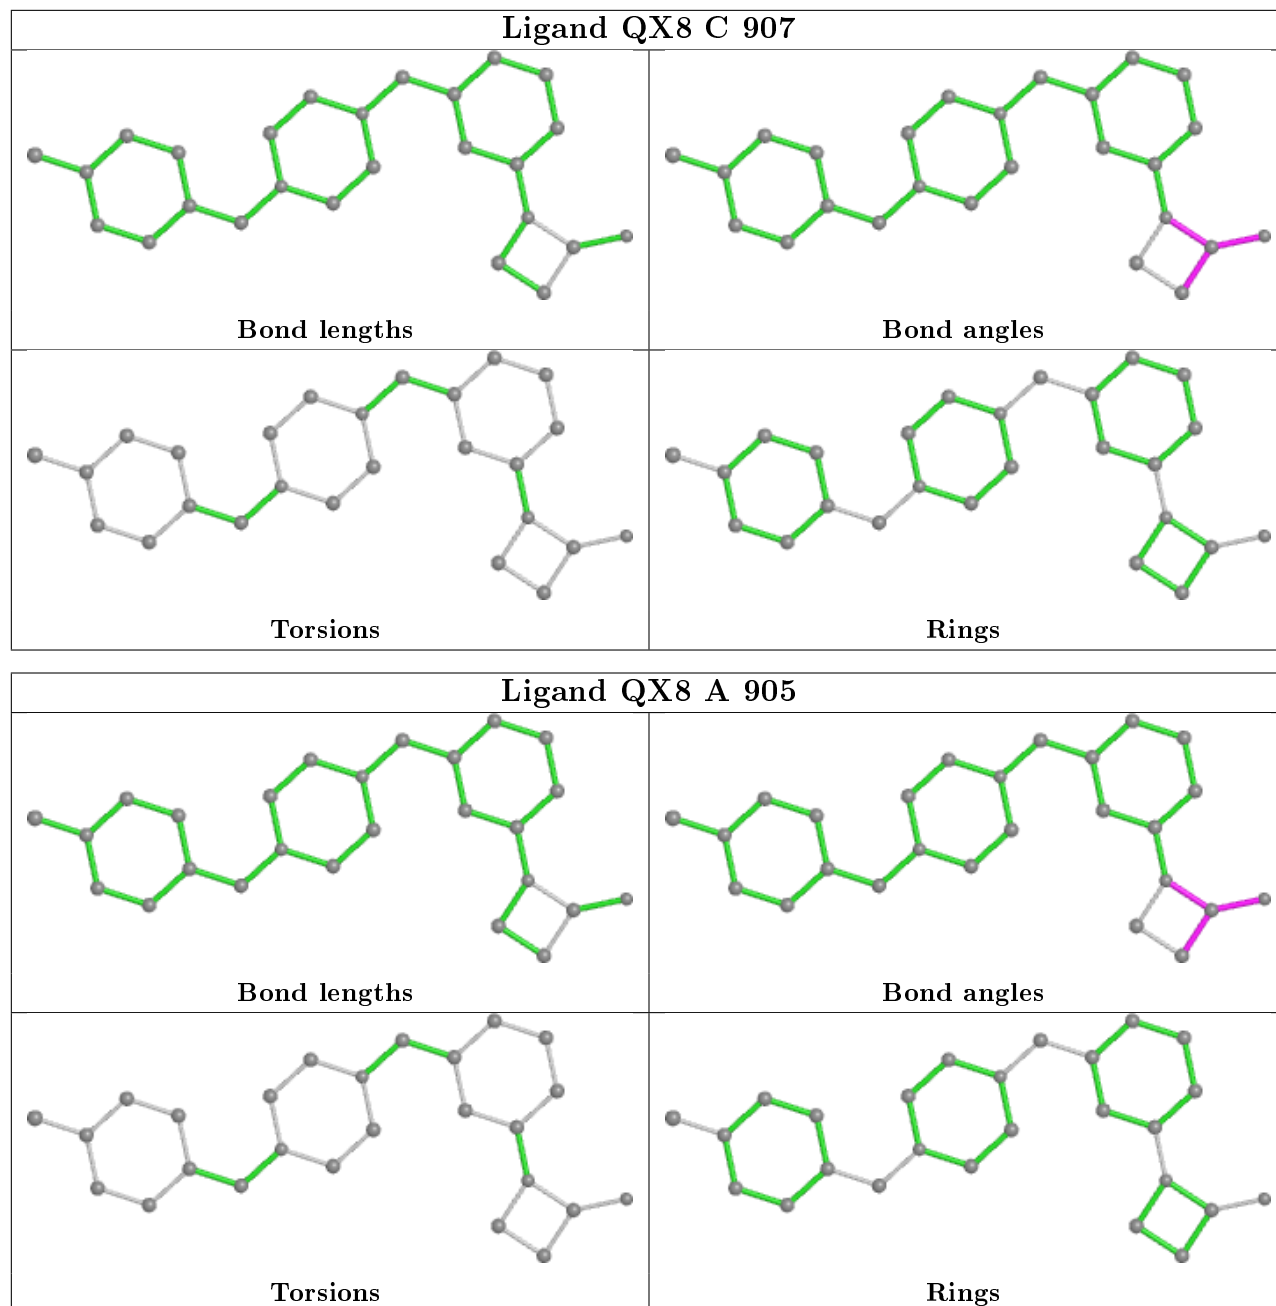 Ligand QX8 C 907
Bond lengths
Bond angles
Torsions
Rings
Ligand QX8 A 905
Bond lengths
Bond angles
Torsions
Rings